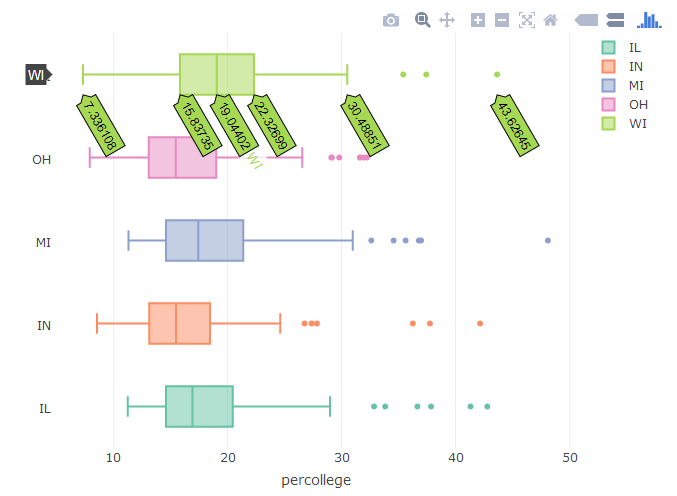 IL
IN
MI
OH
WI
WI
7.336108
15.83735
19.04402
22.32699
30.48851
43.62645
WI
OH
MI
IN
IL
10 20 30 40 50
percollege